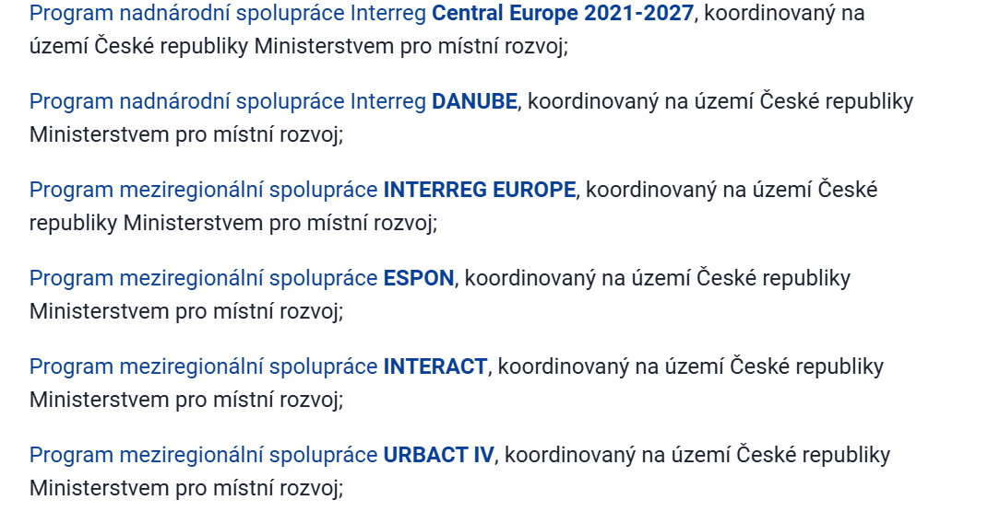 Program nadnárodní spolupráce Interreg Central Europe 2021-2027, koordinovaný na
území České republiky Ministerstvem pro místní rozvoj;
Program nadnárodní spolupráce Interreg DANUBE, koordinovaný na území České republiky
Ministerstvem pro místní rozvoj;
Program meziregionální spolupráce INTERREG EUROPE, koordinovaný na území České
republiky Ministerstvem pro místní rozvoj;
Program meziregionální spolupráce ESPON, koordinovaný na území České republiky
Ministerstvem pro místní rozvoj;
Program meziregionální spolupráce INTERACT, koordinovaný na území České republiky
Ministerstvem pro místní rozvoj;
Program meziregionální spolupráce URBACT IV, koordinovaný na území České republiky
Ministerstvem pro místní rozvoj;